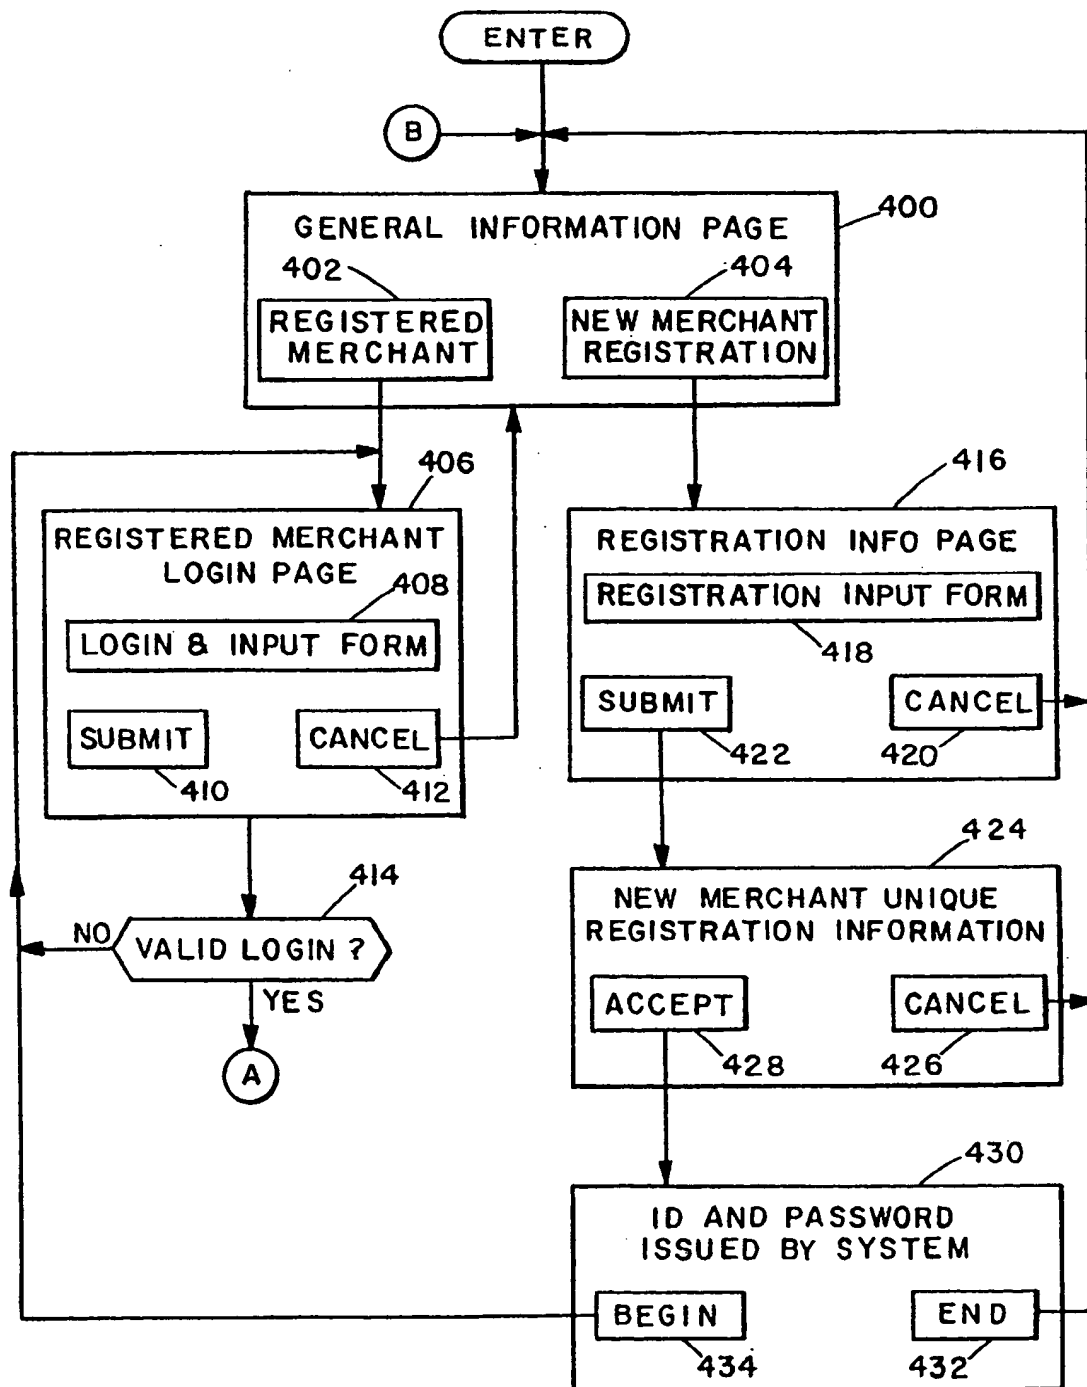 ENTER
B
400
GENERAL INFORMATION PAGE
402
404
REGISTERED
MERCHANT
NEW MERCHANT
REGISTRATION
406
REGISTERED MERCHANT
LOGIN PAGE
408
LOGIN & INPUT FORM
SUBMIT
CANCEL
410
412
414
NO
VALID LOGIN ?
YES
A
416
REGISTRATION INFO PAGE
REGISTRATION INPUT FORM
418
SUBMIT
CANCEL
422
420
424
NEW MERCHANT UNIQUE
REGISTRATION INFORMATION
ACCEPT
CANCEL
428
426
430
ID AND PASSWORD
ISSUED BY SYSTEM
BEGIN
END
434
432